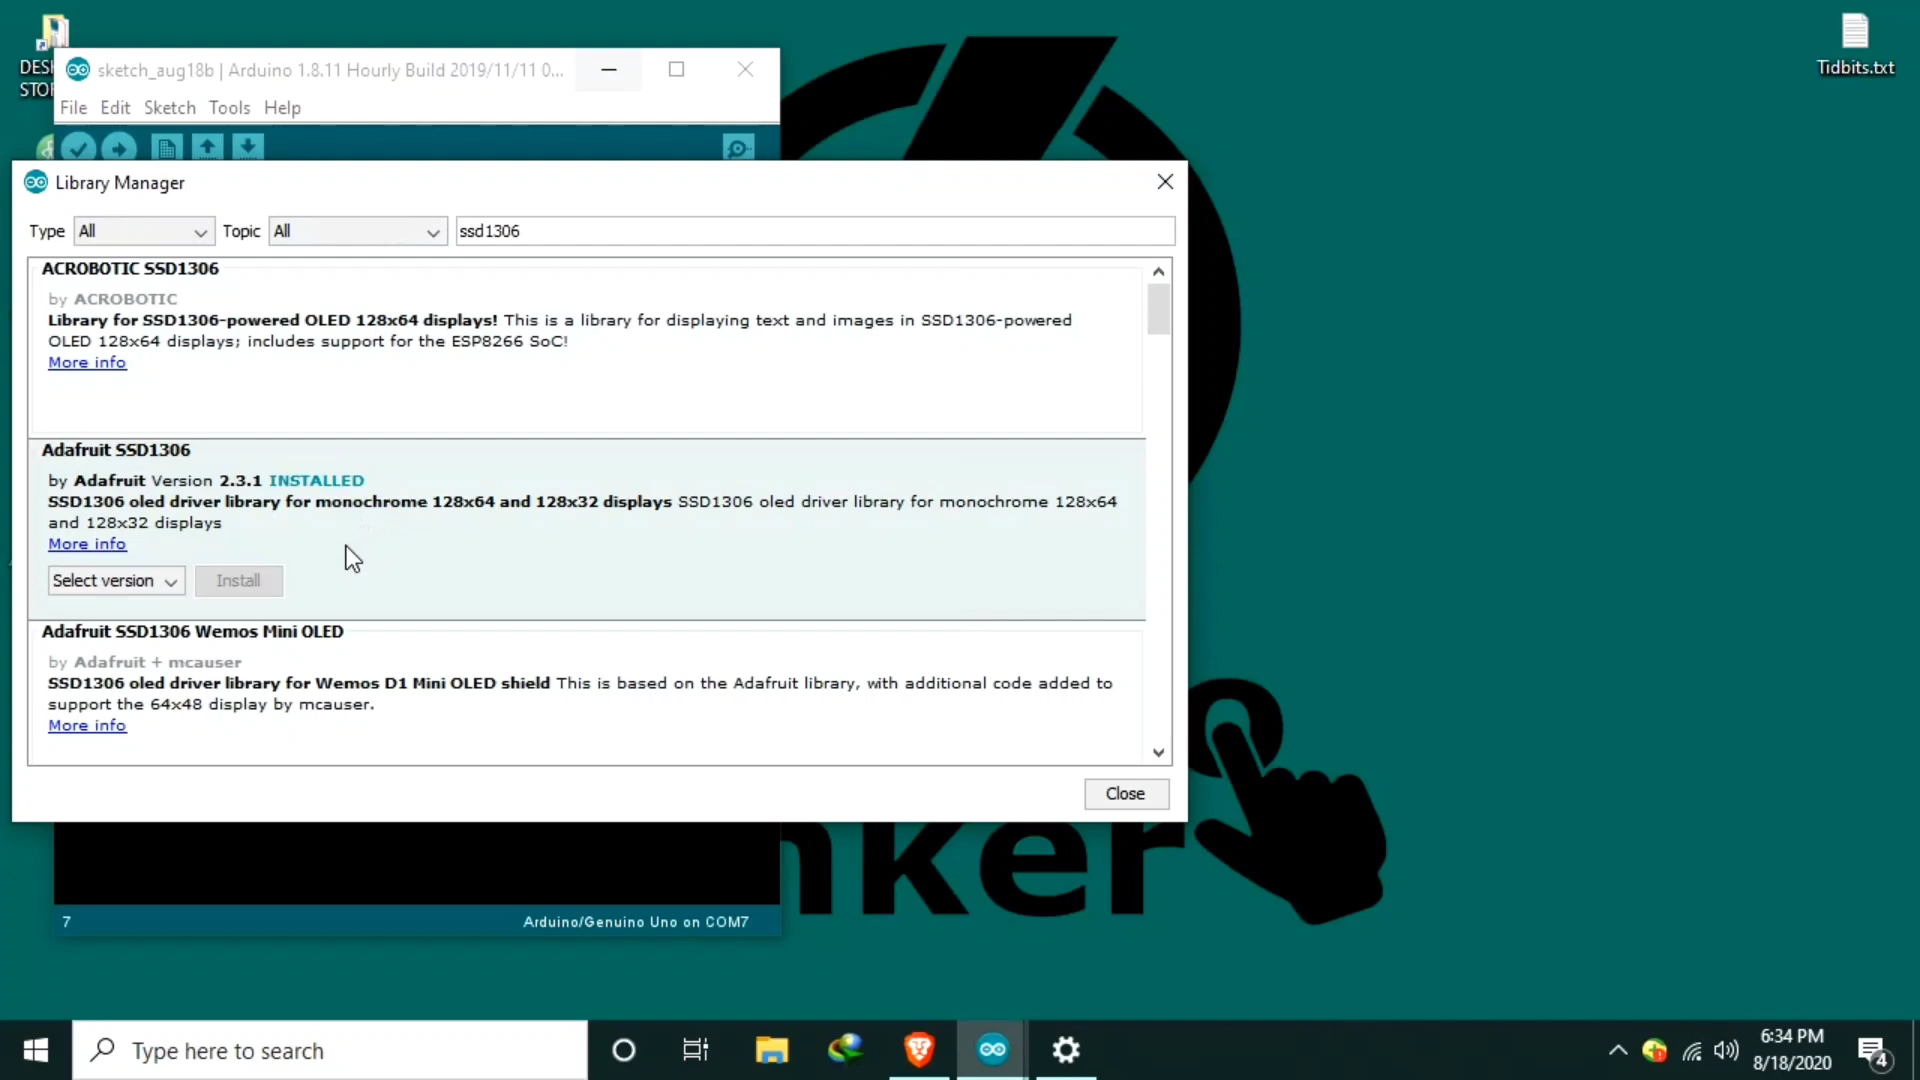 DESK
STOR
Tidbits.txt
sketch_aug18b | Arduino 1.8.11 Hourly Build 2019/11/11 0...
File Edit Sketch Tools Help
Library Manager
Type All Topic All ssd1306
ACROBOTIC SSD1306
by ACROBOTIC
Library for SSD1306-powered OLED 128x64 displays! This is a library for displaying text and images in SSD1306-powered
OLED 128x64 displays; includes support for the ESP8266 SoC!
More info
Adafruit SSD1306
by Adafruit Version 2.3.1 INSTALLED
SSD1306 oled driver library for monochrome 128x64 and 128x32 displays SSD1306 oled driver library for monochrome 128x64
and 128x32 displays
More info
Select version Install
Adafruit SSD1306 Wemos Mini OLED
by Adafruit + mcauser
SSD1306 oled driver library for Wemos D1 Mini OLED shield This is based on the Adafruit library, with additional code added to
support the 64x48 display by mcauser.
More info
Close
nker
7 Arduino/Genuino Uno on COM7
Type here to search
6:34 PM
8/18/2020
4